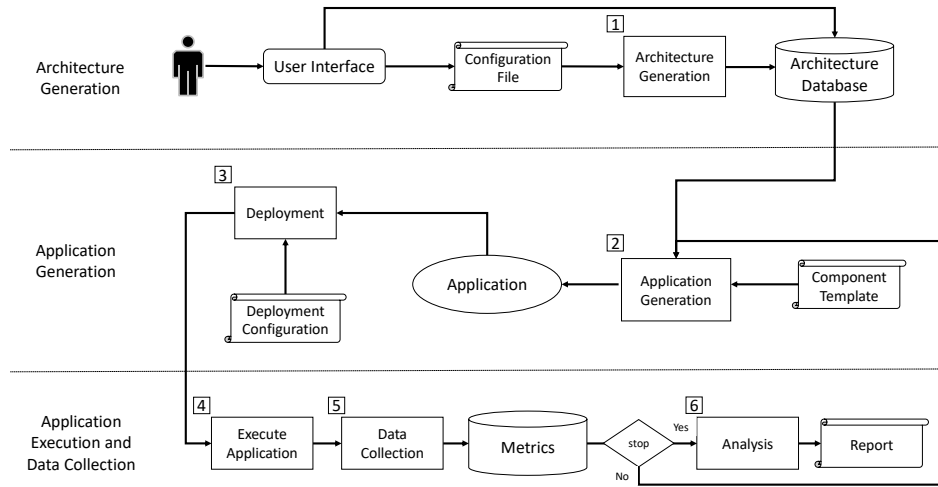 1
Architecture
Generation
User Interface
Configuration
File
Architecture
Generation
Architecture
Database
3
Deployment
Application
Generation
2
Application
Application
Generation
Component
Template
Deployment
Configuration
4
5
6
Application
Execution and
Data Collection
Execute
Application
Data
Collection
Metrics
stop
Yes
No
Analysis
Report